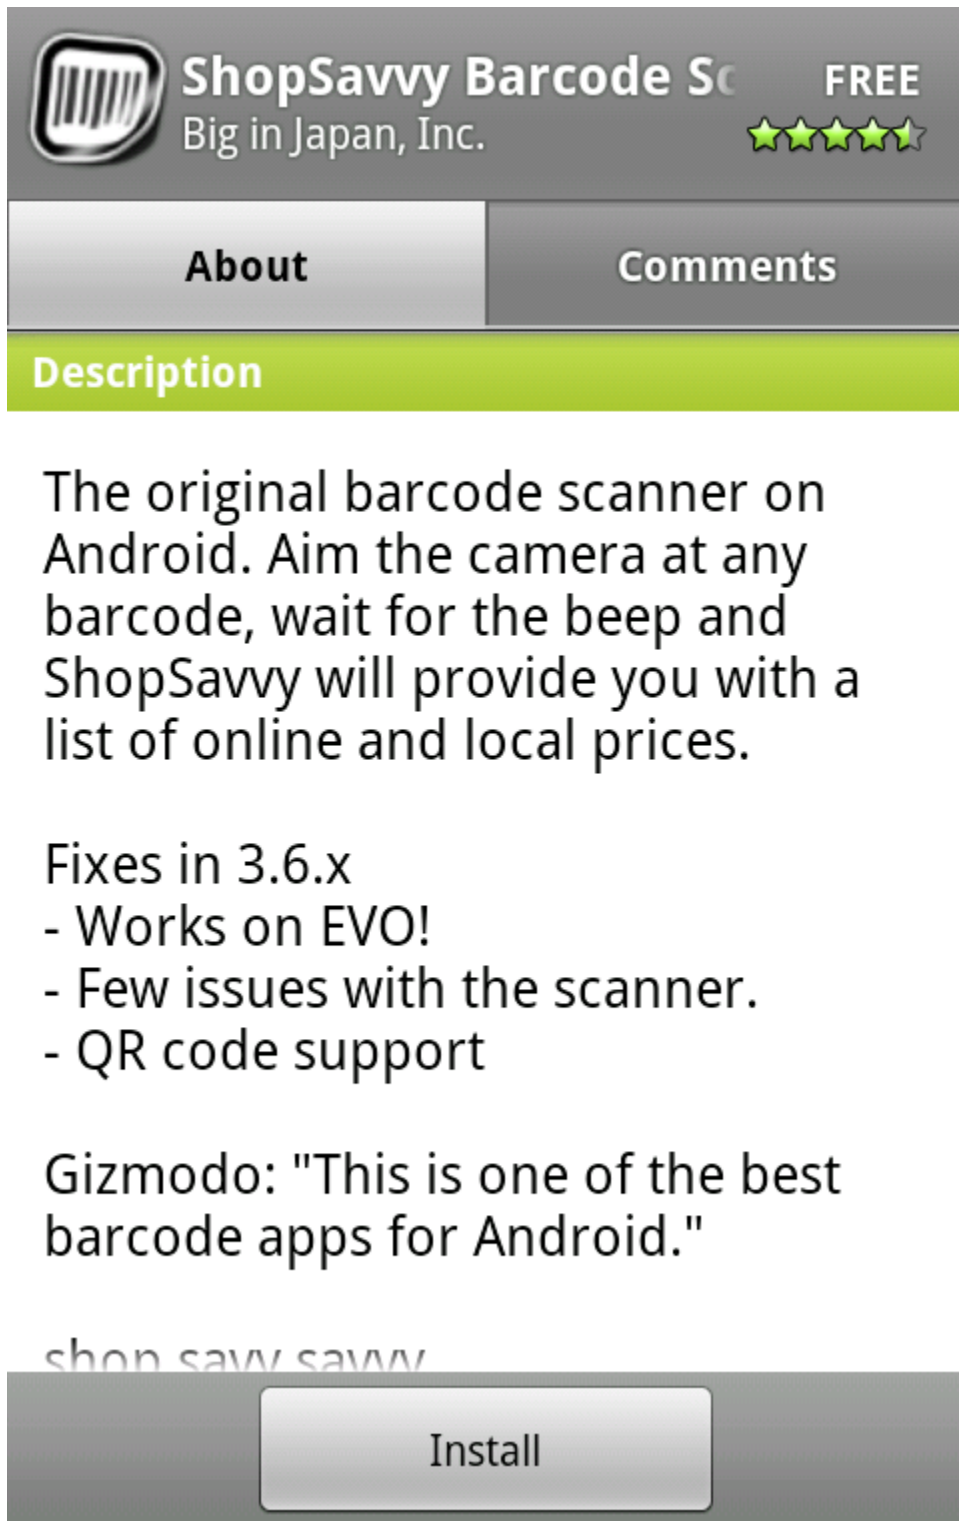 ShopSavvy Barcode Sc
FREE
Big in Japan, Inc.
About
Comments
Description
The original barcode scanner on
Android. Aim the camera at any
barcode, wait for the beep and
ShopSavvy will provide you with a
list of online and local prices.
Fixes in 3.6.x
- Works on EVO!
- Few issues with the scanner.
- QR code support
Gizmodo: "This is one of the best
barcode apps for Android."
shop savy savvy
Install